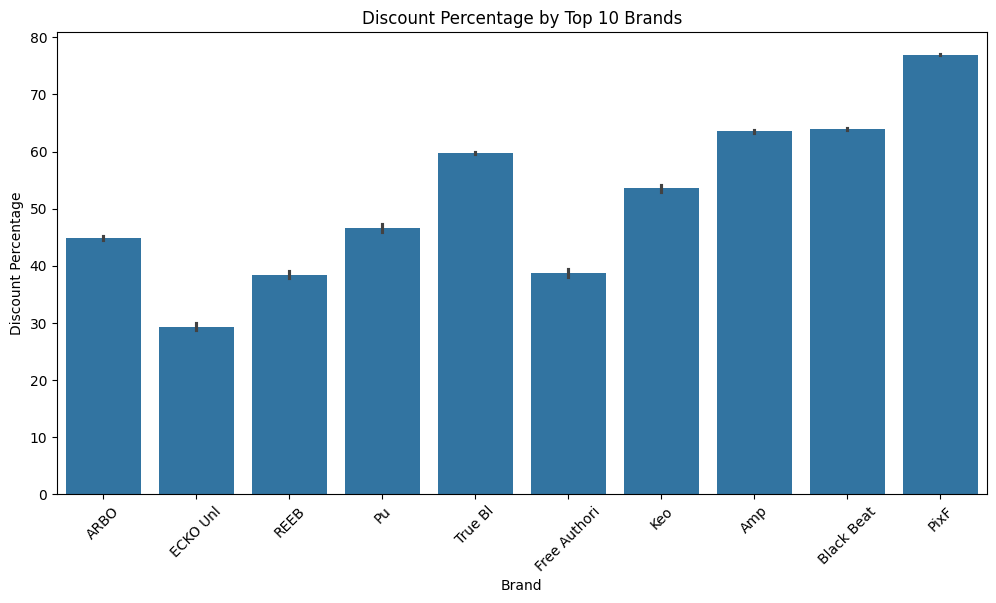 Discount Percentage by Top 10 Brands
Discount Percentage
80
70
60
50
40
30
20
10
0
ARBO
ECKO Unl
REEB
Pu
True Bl
Free Authori
Keo
Amp
Black Beat
PixF
Brand